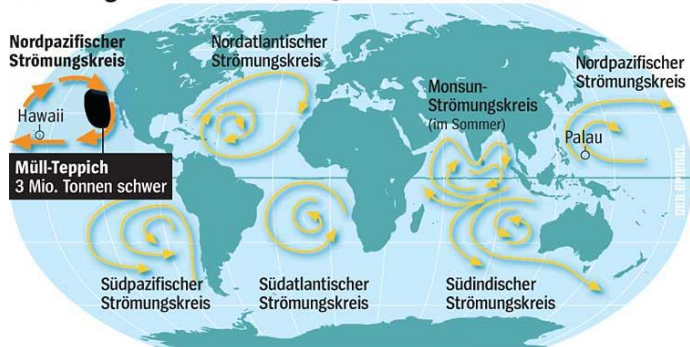 Nordpazifischer
Strömungskreis
Hawaii
Müll-Teppich
3 Mio. Tonnen schwer
Nordatlantischer
Strömungskreis
Monsun-
Strömungskreis
(im Sommer)
Nordpazifischer
Strömungskreis
Palau
Südpazifischer
Strömungskreis
Südatlantischer
Strömungskreis
Südindischer
Strömungskreis
DER SPIEGEL